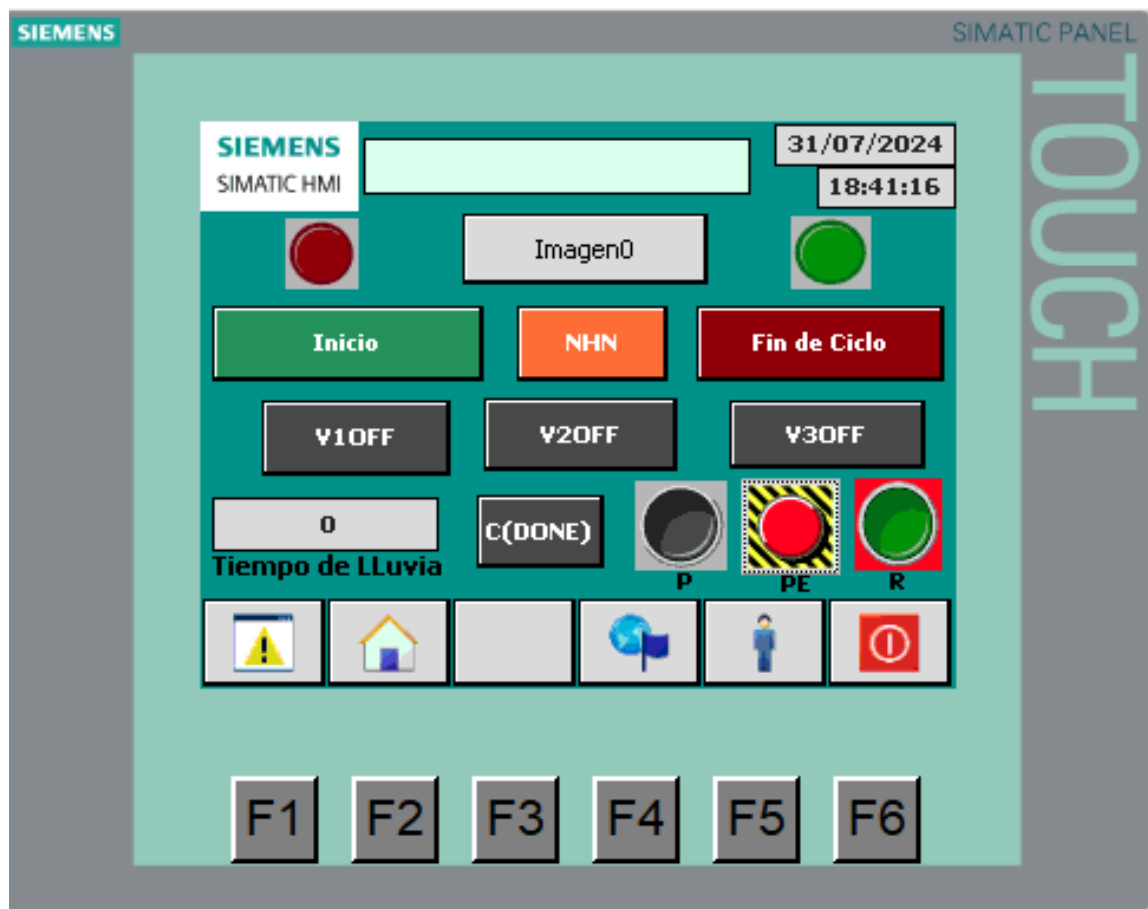 SIEMENS
SIMATIC PANEL
TOUCH
SIEMENS
SIMATIC HMI
31/07/2024
18:41:16
Imagen0
Inicio
NHN
Fin de Ciclo
V1OFF
V2OFF
V3OFF
0
C(DONE)
Tiempo de LLuvia
P
PE
R
F1
F2
F3
F4
F5
F6